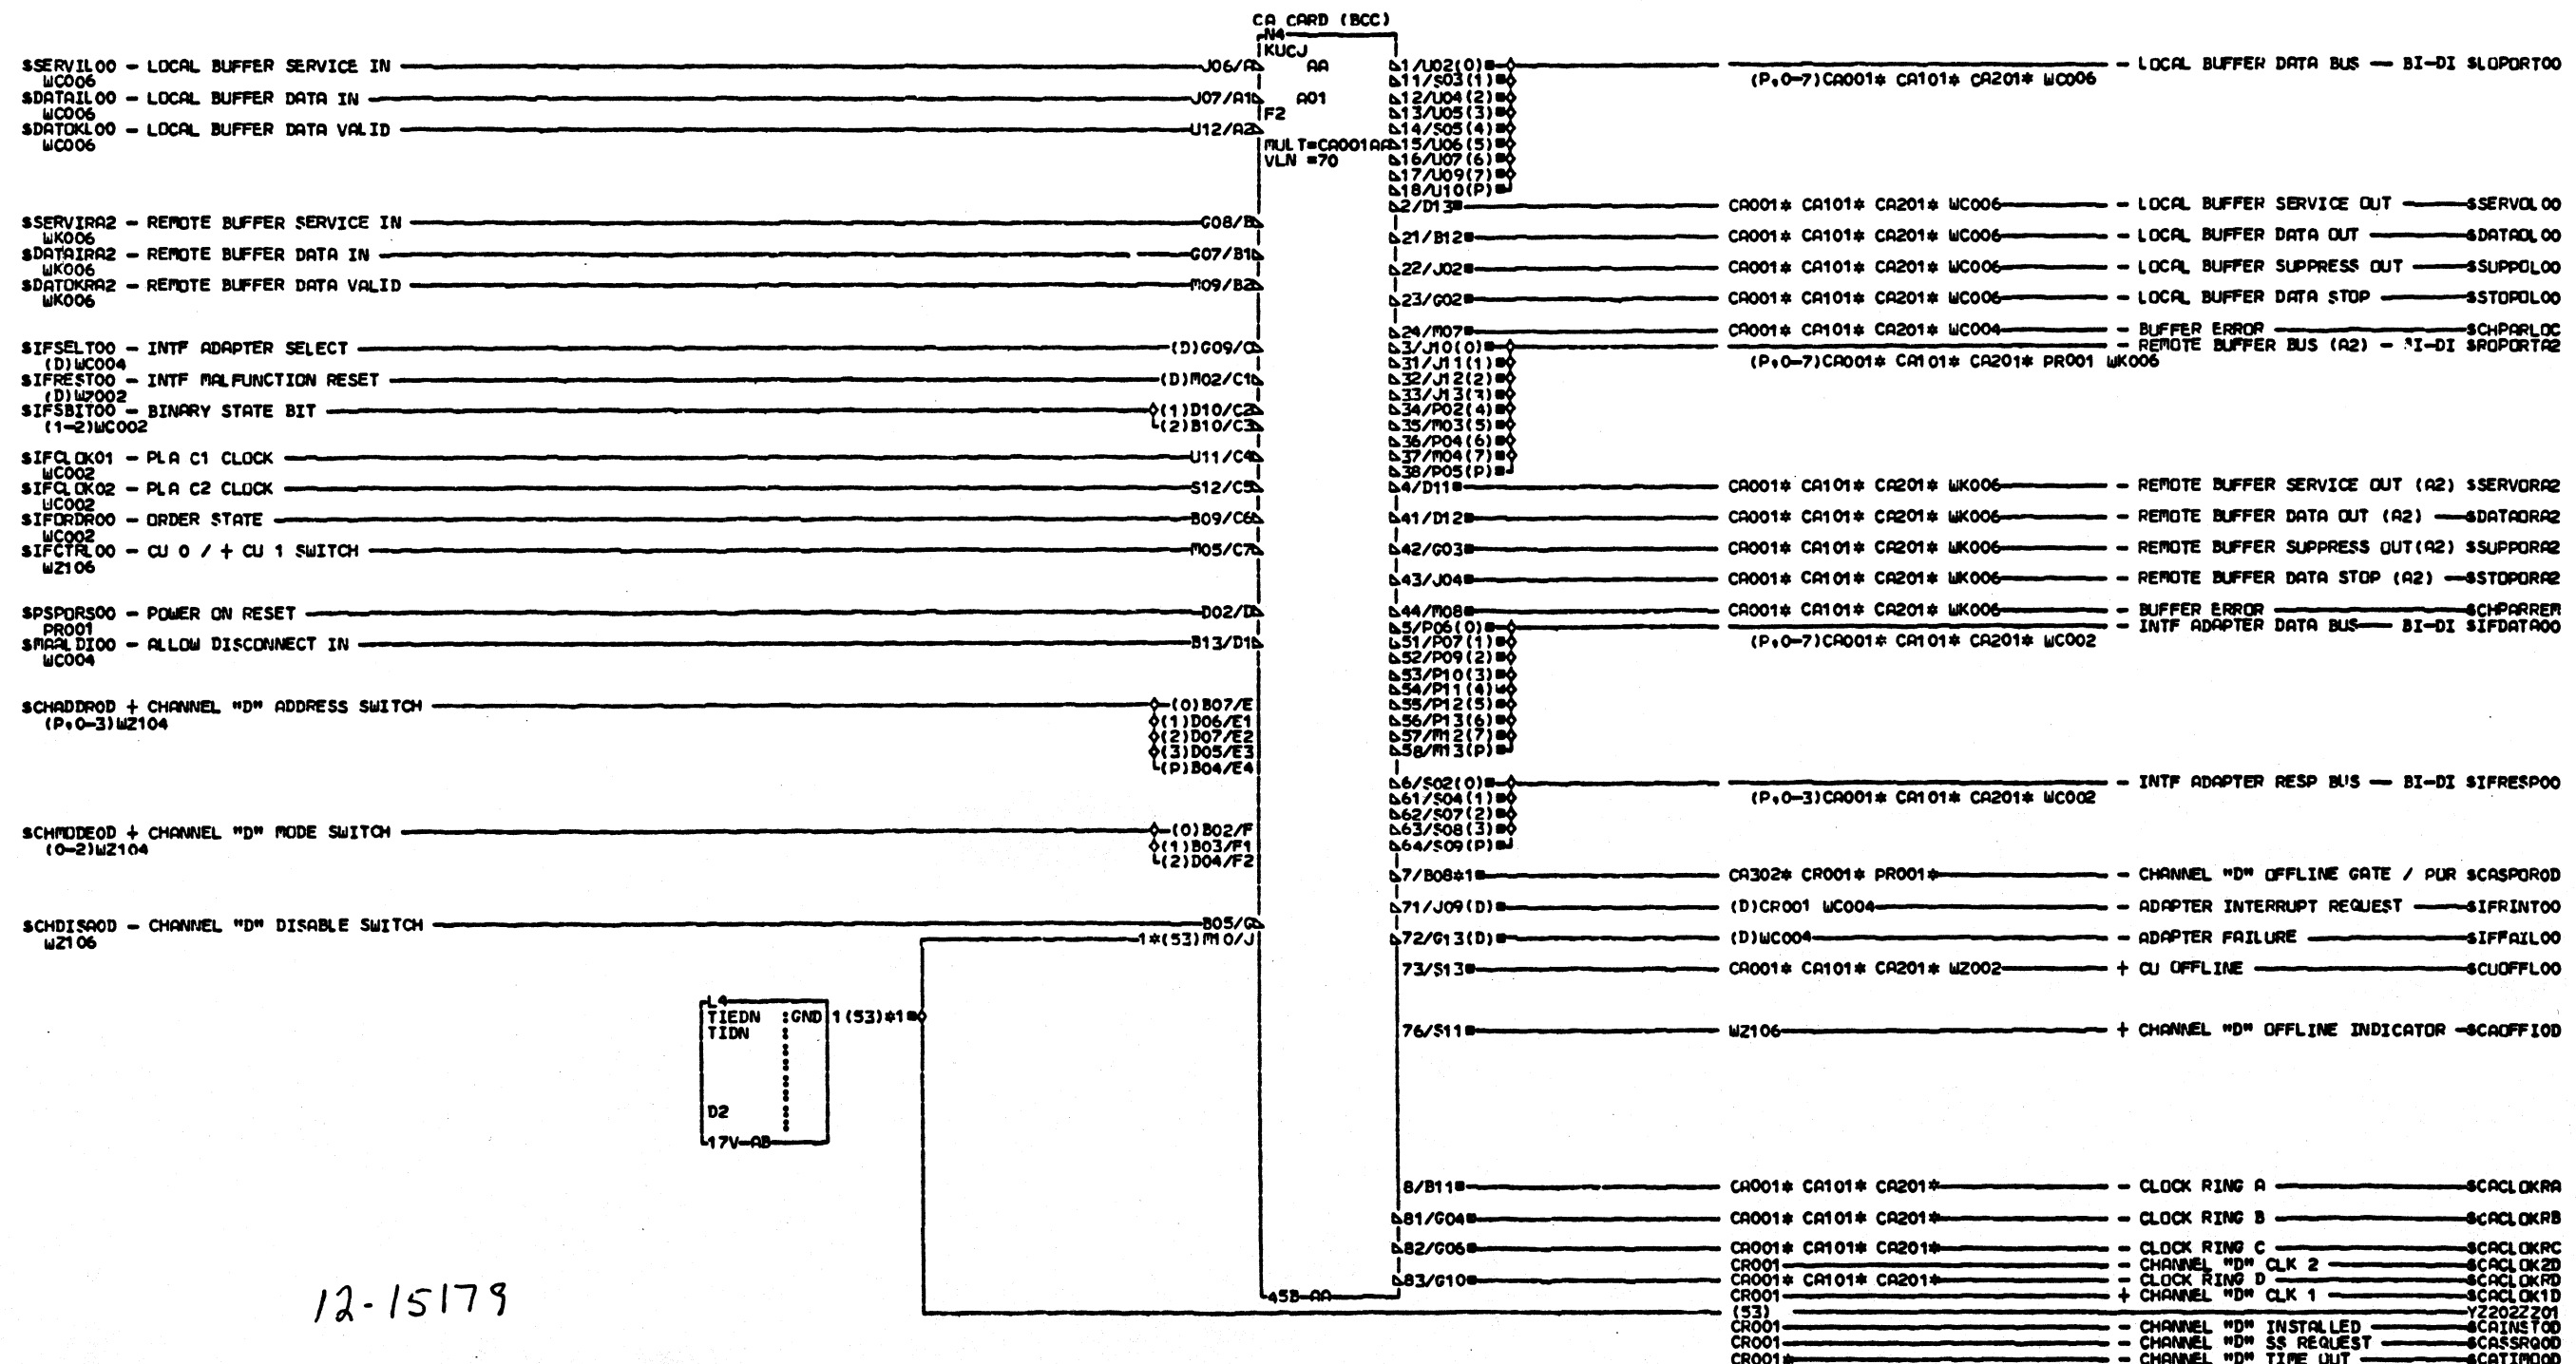 CA CARD (BCC)
N4
KUCJ
AA
A01
F2
MULT=CA001AA
VLN =70
45B-AA
$SERVIL00 - LOCAL BUFFER SERVICE IN J06/A
WC006
$DATAIL00 - LOCAL BUFFER DATA IN J07/A1
WC006
$DATOKL00 - LOCAL BUFFER DATA VALID U12/A2
WC006
$SERVIRA2 - REMOTE BUFFER SERVICE IN G08/B
WK006
$DATAIRA2 - REMOTE BUFFER DATA IN G07/B1
WK006
$DATOKRA2 - REMOTE BUFFER DATA VALID M09/B2
WK006
$IFSELT00 - INTF ADAPTER SELECT (D)G09/C
(D)WC004
$IFREST00 - INTF MALFUNCTION RESET (D)M02/C1
(D)WZ002
$IFSBIT00 - BINARY STATE BIT (1)D10/C2
(1-2)WC002 (2)B10/C3
$IFCLOK01 - PLA C1 CLOCK U11/C4
WC002
$IFCLOK02 - PLA C2 CLOCK S12/C5
WC002
$IFORDR00 - ORDER STATE B09/C6
WC002
$IFCTRL00 - CU 0 / + CU 1 SWITCH M05/C7
WZ106
$PSPORS00 - POWER ON RESET D02/D
PR001
$MAALDI00 - ALLOW DISCONNECT IN B13/D1
WC004
$CHADDR0D + CHANNEL "D" ADDRESS SWITCH (0)B07/E
(P,0-3)WZ104 (1)D06/E1
(2)D07/E2
(3)D05/E3
(P)B04/E4
$CHMODE0D + CHANNEL "D" MODE SWITCH (0)B02/F
(0-2)WZ104 (1)B03/F1
(2)D04/F2
$CHDISA0D - CHANNEL "D" DISABLE SWITCH B05/G
WZ106 1*(53)M10/J
L4
TIEDN :GND 1(53)*1
TIDN
D2
17V-AB
1/U02(0) - LOCAL BUFFER DATA BUS - BI-DI $LOPORT00
11/S03(1) (P,0-7)CA001* CA101* CA201* WC006
12/U04(2)
13/U05(3)
14/S05(4)
15/U06(5)
16/U07(6)
17/U09(7)
18/U10(P)
2/D13 CA001* CA101* CA201* WC006 - LOCAL BUFFER SERVICE OUT $SERVOL00
21/B12 CA001* CA101* CA201* WC006 - LOCAL BUFFER DATA OUT $DATAOL00
22/J02 CA001* CA101* CA201* WC006 - LOCAL BUFFER SUPPRESS OUT $SUPPOL00
23/G02 CA001* CA101* CA201* WC006 - LOCAL BUFFER DATA STOP $STOPOL00
24/M07 CA001* CA101* CA201* WC004 - BUFFER ERROR $CHPARLOC
3/J10(0) - REMOTE BUFFER BUS (A2) - BI-DI $ROPORTA2
31/J11(1) (P,0-7)CA001* CA101* CA201* PR001 WK006
32/J12(2)
33/J13(3)
34/P02(4)
35/M03(5)
36/P04(6)
37/M04(7)
38/P05(P)
4/D11 CA001* CA101* CA201* WK006 - REMOTE BUFFER SERVICE OUT (A2) $SERVORA2
41/D12 CA001* CA101* CA201* WK006 - REMOTE BUFFER DATA OUT (A2) $DATAORA2
42/G03 CA001* CA101* CA201* WK006 - REMOTE BUFFER SUPPRESS OUT(A2) $SUPPORA2
43/J04 CA001* CA101* CA201* WK006 - REMOTE BUFFER DATA STOP (A2) $STOPORA2
44/M08 CA001* CA101* CA201* WK006 - BUFFER ERROR $CHPARREM
5/P06(0) - INTF ADAPTER DATA BUS - BI-DI $IFDATA00
51/P07(1) (P,0-7)CA001* CA101* CA201* WC002
52/P09(2)
53/P10(3)
54/P11(4)
55/P12(5)
56/P13(6)
57/M12(7)
58/M13(P)
6/S02(0) - INTF ADAPTER RESP BUS - BI-DI $IFRESP00
61/S04(1) (P,0-3)CA001* CA101* CA201* WC002
62/S07(2)
63/S08(3)
64/S09(P)
7/B08*1 CA302* CR001* PR001* - CHANNEL "D" OFFLINE GATE / PUR $CASPOR0D
71/J09(D) (D)CR001 WC004 - ADAPTER INTERRUPT REQUEST $IFRINT00
72/G13(D) (D)WC004 - ADAPTER FAILURE $IFFAIL00
73/S13 CA001* CA101* CA201* WZ002 + CU OFFLINE $CUOFFL00
76/S11 WZ106 + CHANNEL "D" OFFLINE INDICATOR $CAOFFI0D
8/B11 CA001* CA101* CA201* - CLOCK RING A $CACLOKRA
81/G04 CA001* CA101* CA201* - CLOCK RING B $CACLOKRB
82/G06 CA001* CA101* CA201* - CLOCK RING C $CACLOKRC
CR001 - CHANNEL "D" CLK 2 $CACLOK2D
83/G10 CA001* CA101* CA201* - CLOCK RING D $CACLOKRD
CR001 + CHANNEL "D" CLK 1 $CACLOK1D
(53) YZ202ZZ01
CR001 - CHANNEL "D" INSTALLED $CAINST0D
CR001 - CHANNEL "D" SS REQUEST $CASSRQ0D
CR001* - CHANNEL "D" TIME OUT $CATIMO0D
12-15179